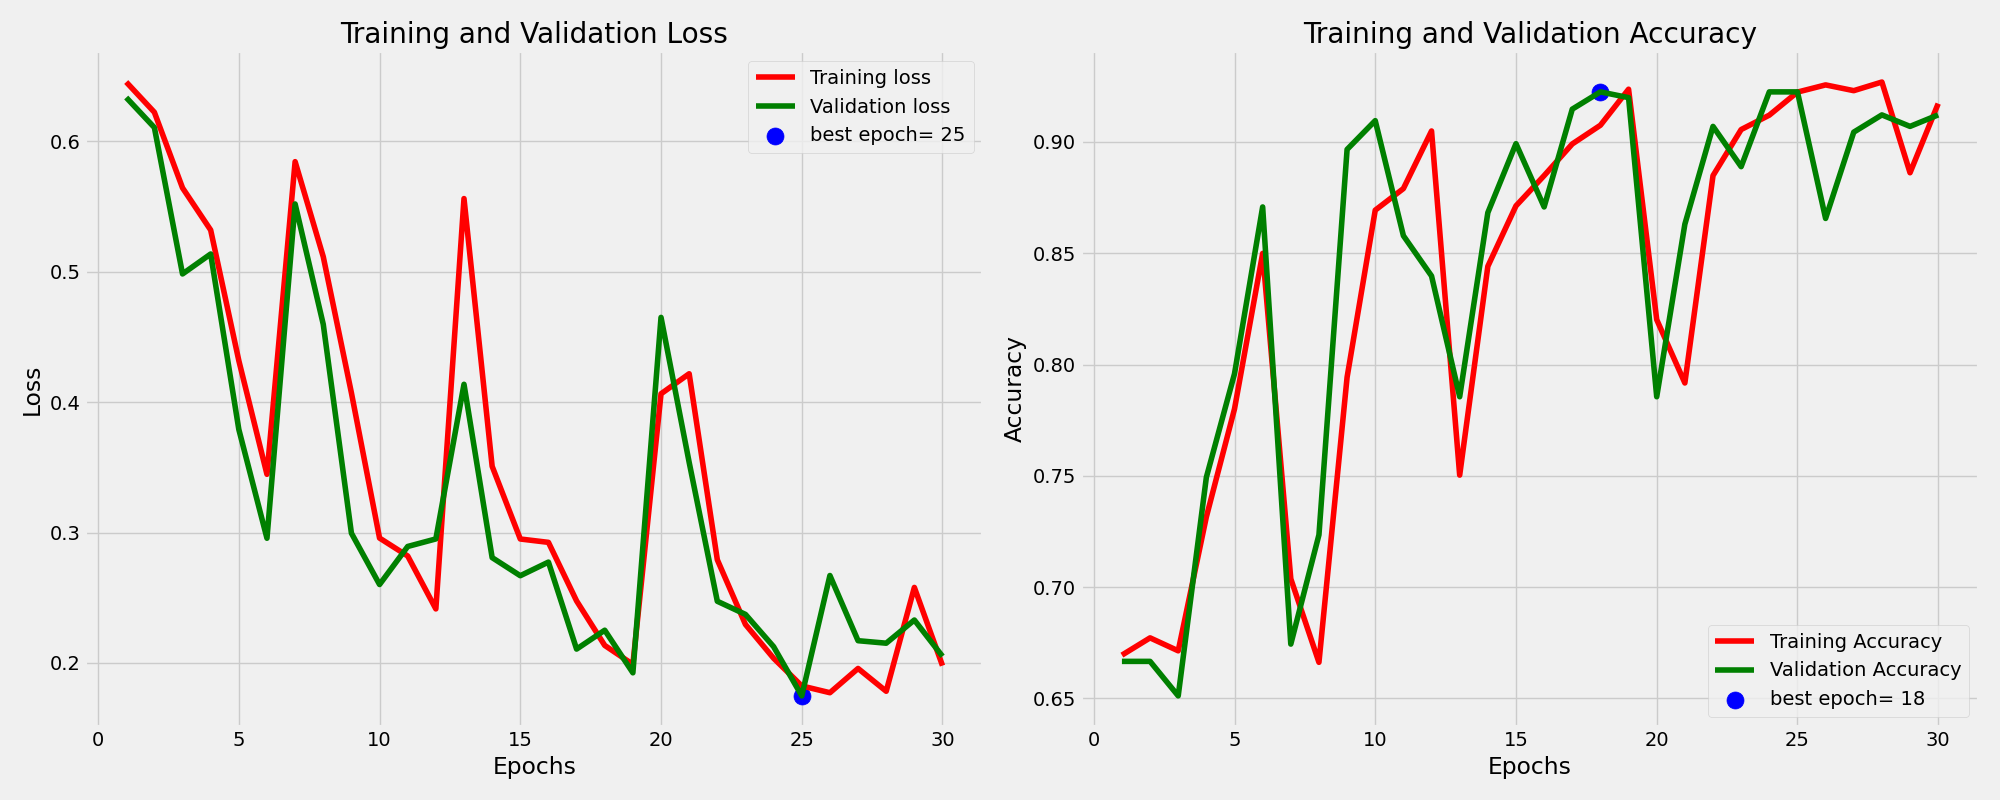 Training and Validation Loss
Training loss
Validation loss
best epoch= 25
0.6
0.5
0.4
0.3
0.2
Loss
0 5 10 15 20 25 30
Epochs
Training and Validation Accuracy
0.90
0.85
0.80
0.75
0.70
0.65
Accuracy
Training Accuracy
Validation Accuracy
best epoch= 18
0 5 10 15 20 25 30
Epochs